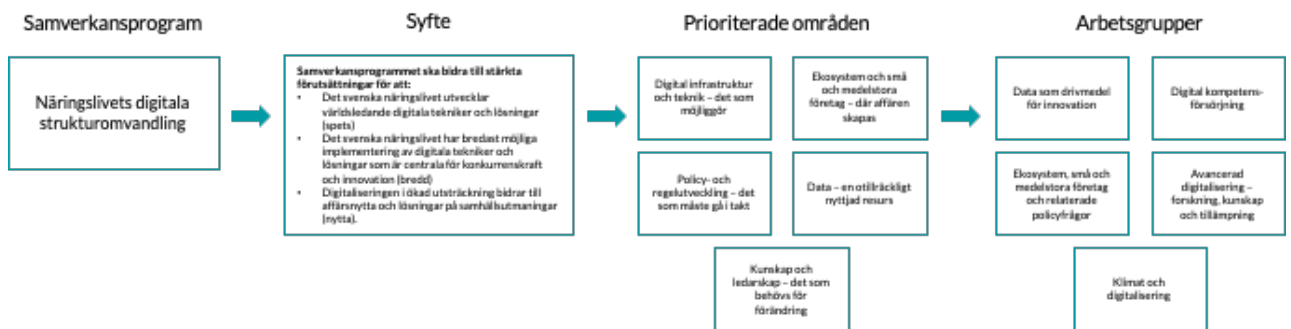 Samverkansprogram
Näringslivets digitala
strukturomvandling
Syfte
Samverkansprogrammet ska bidra till stärkta
förutsättningar för att:
• Det svenska näringslivet utvecklar
världsledande digitala tekniker och lösningar
(spets)
• Det svenska näringslivet har bredast möjliga
implementering av digitala tekniker och
lösningar som är centrala för konkurrenskraft
och innovation (bredd)
• Digitaliseringen i ökad utsträckning bidrar till
affärsnytta och lösningar på samhällsutmaningar
(nytta).
Prioriterade områden
Digital infrastruktur
och teknik – det som
möjliggör
Ekosystem och små
och medelstora
företag – där affären
skapas
Policy- och
regelutveckling – det
som måste gå i takt
Data – en otillräckligt
nyttjad resurs
Kunskap och
ledarskap – det som
behövs för
förändring
Arbetsgrupper
Data som drivmedel
för innovation
Digital kompetens-
försörjning
Ekosystem, små och
medelstora företag
och relaterade
policyfrågor
Avancerad
digitalisering –
forskning, kunskap
och tillämpning
Klimat och
digitalisering